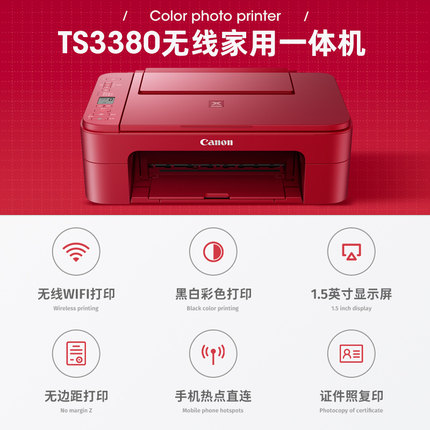 Color photo printer
TS3380无线家用一体机
Canon
无线WIFI打印
Wireless printing
黑白彩色打印
Black color printing
1.5英寸显示屏
1.5 inch display
无边距打印
No margin Z
手机热点直连
Mobile phone hotspots
证件照复印
Photocopy of certificate